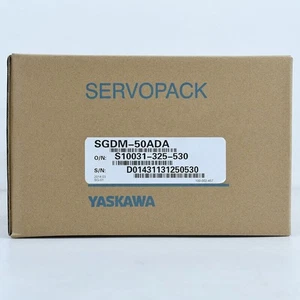 SERVOPACK
SGDM-50ADA
O/N: S10031-325-530
S/N: D01431131250530
YASKAWA